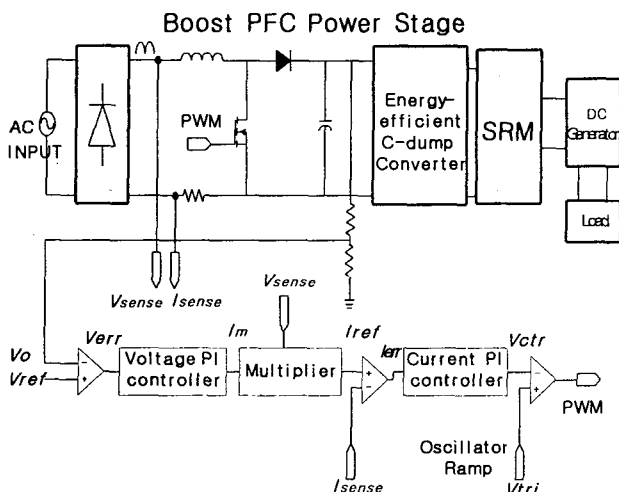 Boost PFC Power Stage
AC
INPUT
PWM
Energy-
efficient
C-dump
Converter
SRM
DC
Generator
Load
Vsense
Isense
Vsense
Vo
Vref
Verr
Voltage PI
controller
Im
Multiplier
Iref
Ierr
Current PI
controller
Vctr
PWM
Isense
Oscillator
Ramp
Vtri